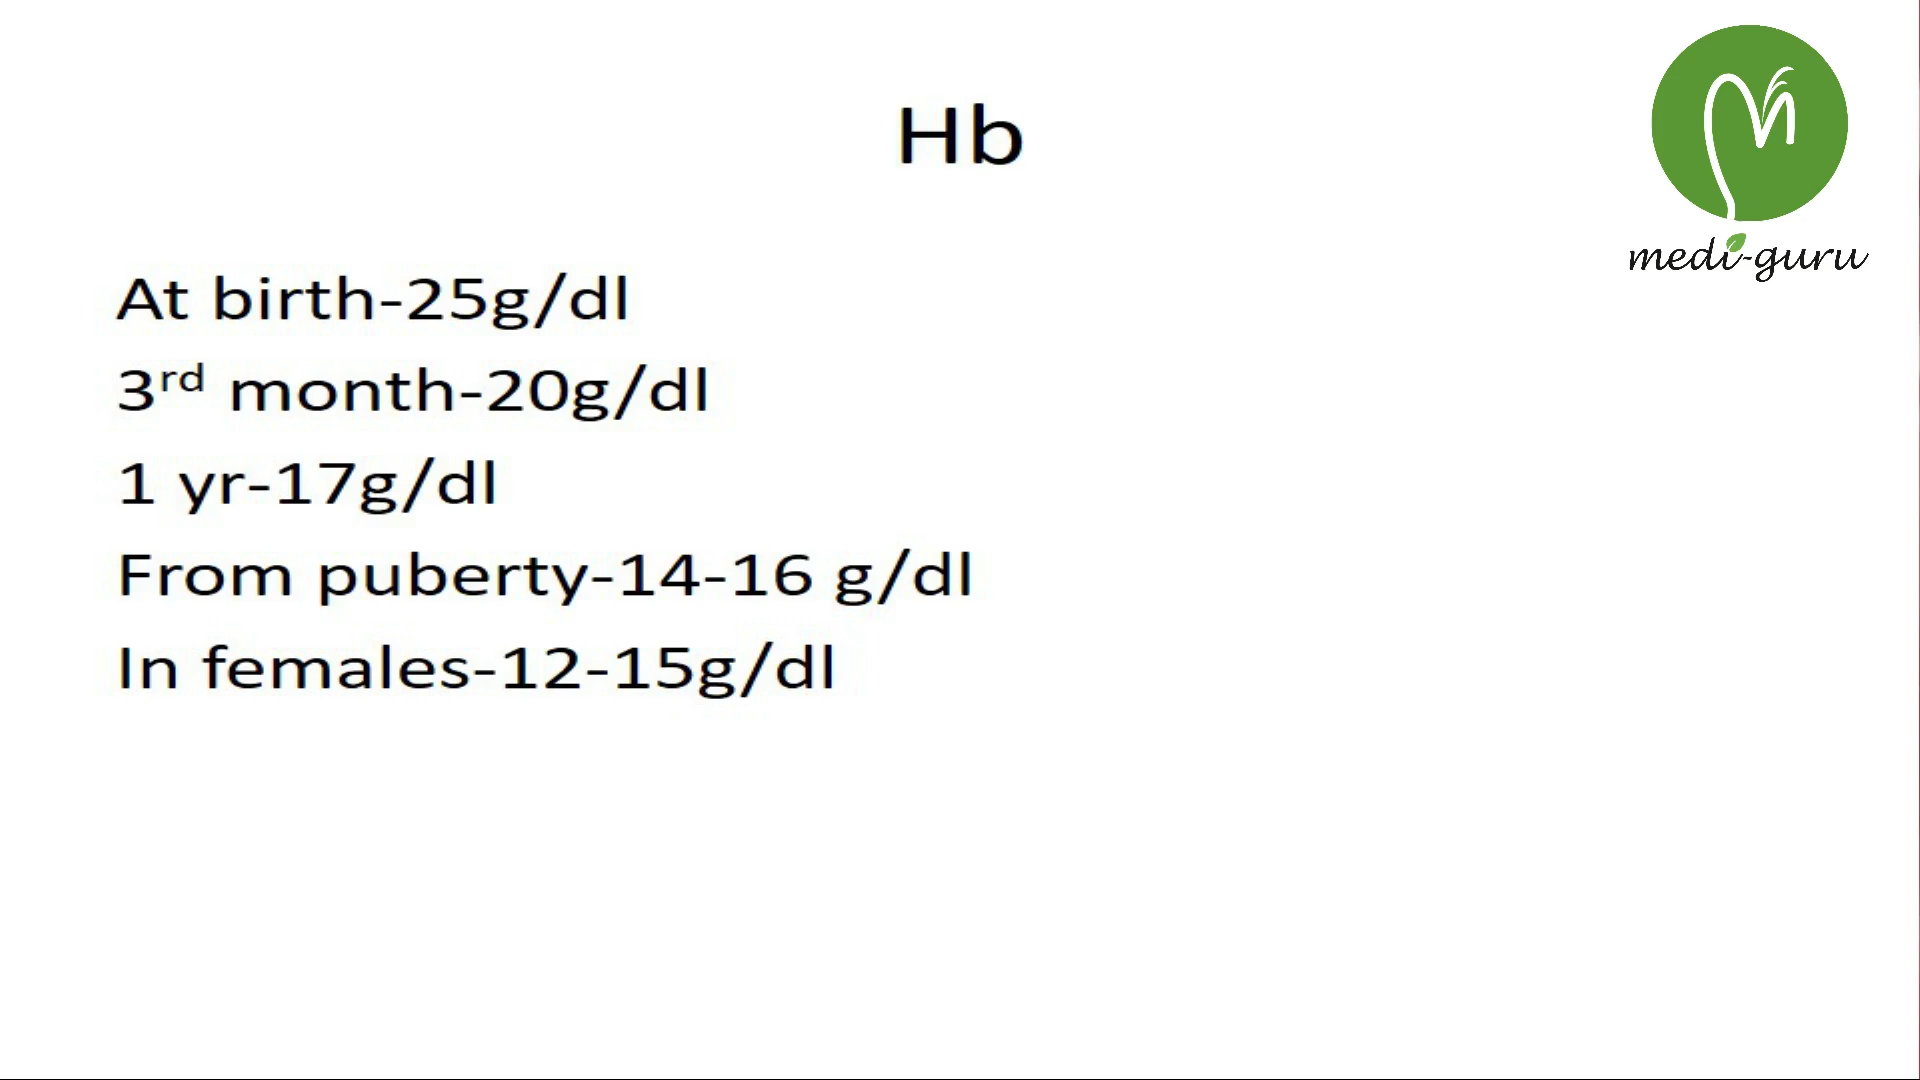 Hb
medi-guru
At birth-25g/dl
3rd month-20g/dl
1 yr-17g/dl
From puberty-14-16 g/dl
In females-12-15g/dl